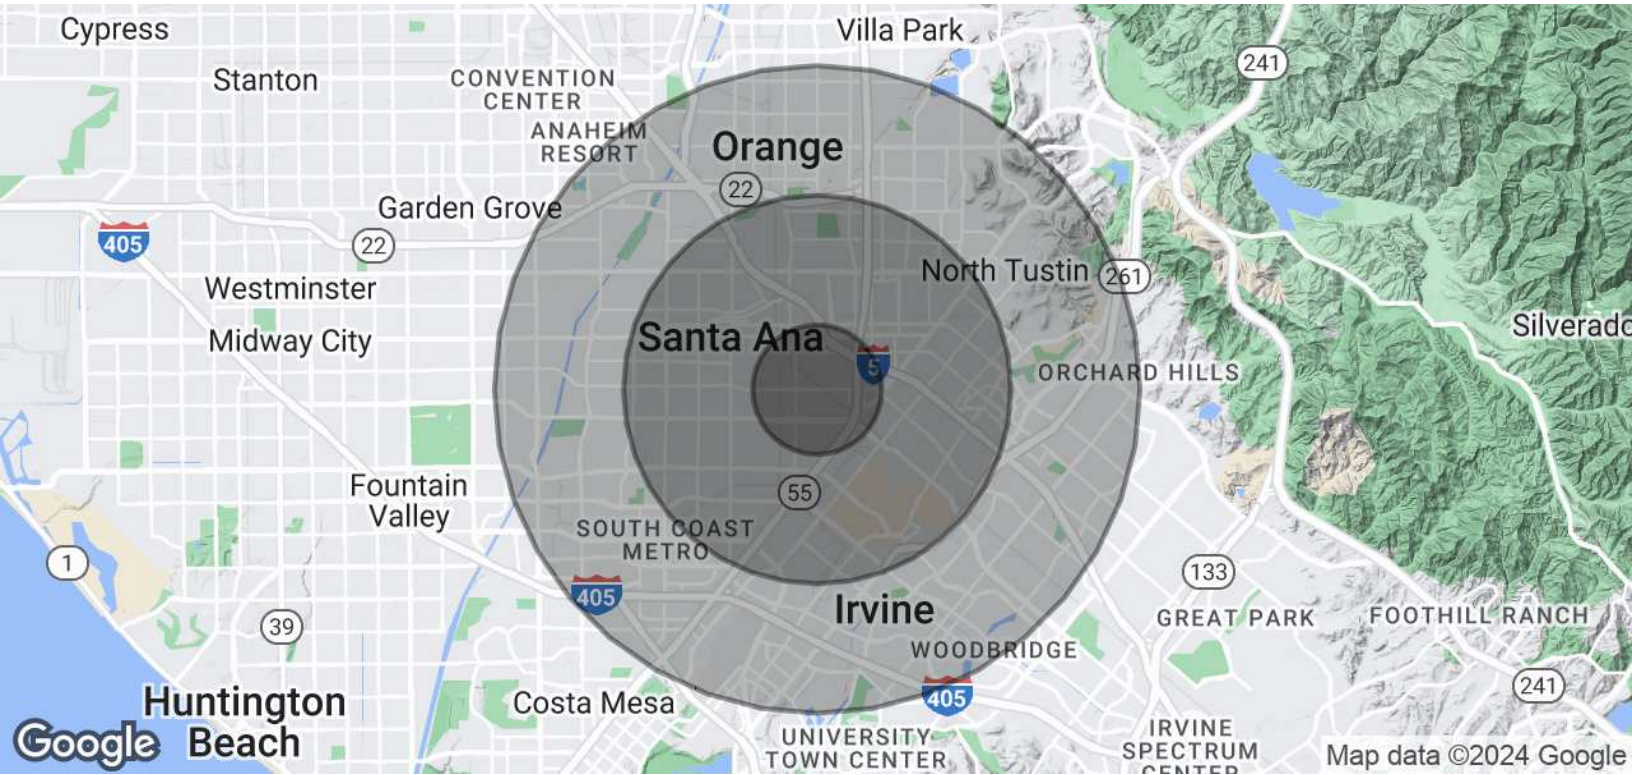 Cypress
Villa Park
241
Stanton
CONVENTION
CENTER
ANAHEIM
RESORT
Orange
22
Garden Grove
405
22
North Tustin
261
Westminster
Silverado
Midway City
Santa Ana
5
ORCHARD HILLS
Fountain
Valley
55
SOUTH COAST
METRO
1
133
405
Irvine
39
GREAT PARK
FOOTHILL RANCH
WOODBRIDGE
405
241
Huntington
Beach
Costa Mesa
UNIVERSITY
TOWN CENTER
IRVINE
SPECTRUM
CENTER
Google
Map data ©2024 Google